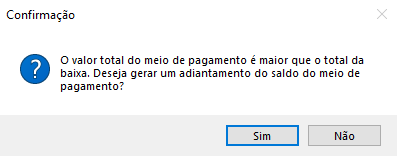 Confirmação
O valor total do meio de pagamento é maior que o total da
baixa. Deseja gerar um adiantamento do saldo do meio de
pagamento?
Sim
Não